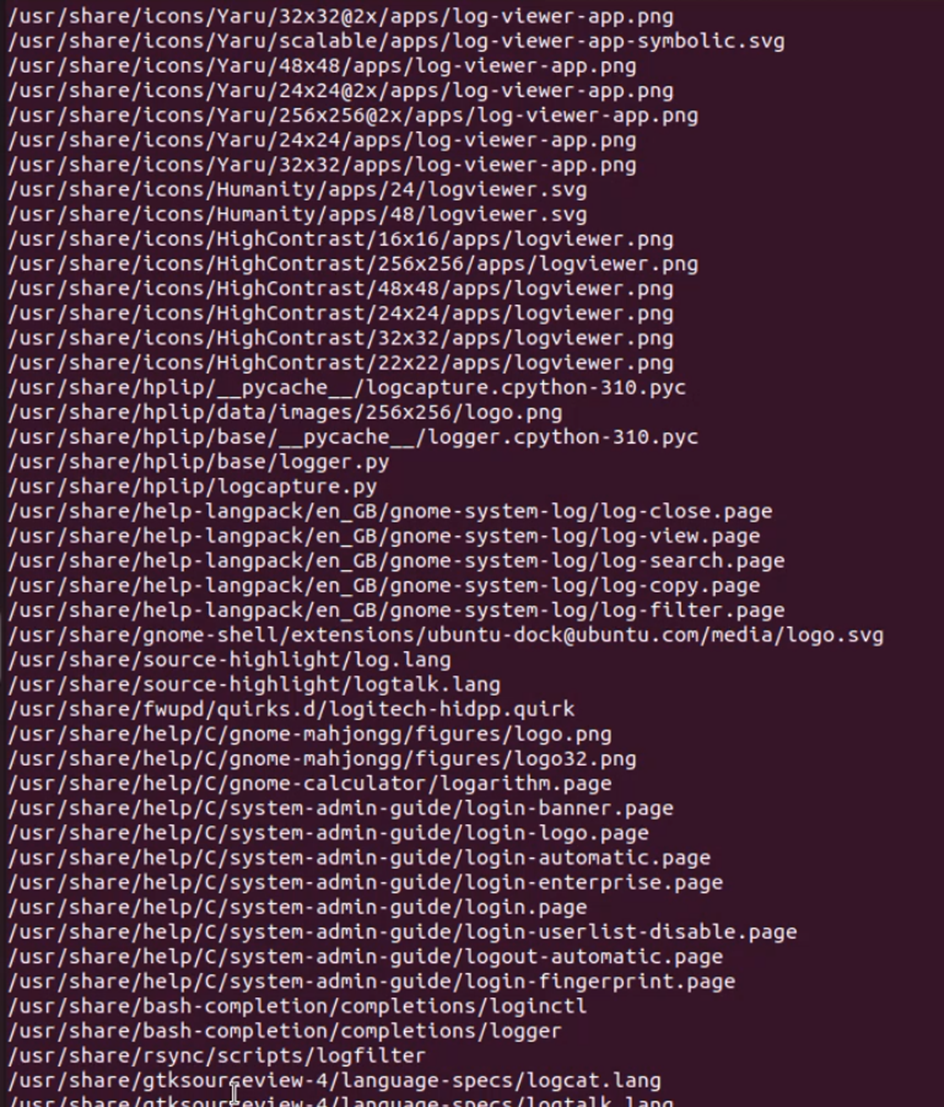 /usr/share/icons/Yaru/32x32@2x/apps/log-viewer-app.png
/usr/share/icons/Yaru/scalable/apps/log-viewer-app-symbolic.svg
/usr/share/icons/Yaru/48x48/apps/log-viewer-app.png
/usr/share/icons/Yaru/24x24@2x/apps/log-viewer-app.png
/usr/share/icons/Yaru/256x256@2x/apps/log-viewer-app.png
/usr/share/icons/Yaru/24x24/apps/log-viewer-app.png
/usr/share/icons/Yaru/32x32/apps/log-viewer-app.png
/usr/share/icons/Humanity/apps/24/logviewer.svg
/usr/share/icons/Humanity/apps/48/logviewer.svg
/usr/share/icons/HighContrast/16x16/apps/logviewer.png
/usr/share/icons/HighContrast/256x256/apps/logviewer.png
/usr/share/icons/HighContrast/48x48/apps/logviewer.png
/usr/share/icons/HighContrast/24x24/apps/logviewer.png
/usr/share/icons/HighContrast/32x32/apps/logviewer.png
/usr/share/icons/HighContrast/22x22/apps/logviewer.png
/usr/share/hplip/__pycache__/logcapture.cpython-310.pyc
/usr/share/hplip/data/images/256x256/logo.png
/usr/share/hplip/base/__pycache__/logger.cpython-310.pyc
/usr/share/hplip/base/logger.py
/usr/share/hplip/logcapture.py
/usr/share/help-langpack/en_GB/gnome-system-log/log-close.page
/usr/share/help-langpack/en_GB/gnome-system-log/log-view.page
/usr/share/help-langpack/en_GB/gnome-system-log/log-search.page
/usr/share/help-langpack/en_GB/gnome-system-log/log-copy.page
/usr/share/help-langpack/en_GB/gnome-system-log/log-filter.page
/usr/share/gnome-shell/extensions/ubuntu-dock@ubuntu.com/media/logo.svg
/usr/share/source-highlight/log.lang
/usr/share/source-highlight/logtalk.lang
/usr/share/fwupd/quirks.d/logitech-hidpp.quirk
/usr/share/help/C/gnome-mahjongg/figures/logo.png
/usr/share/help/C/gnome-mahjongg/figures/logo32.png
/usr/share/help/C/gnome-calculator/logarithm.page
/usr/share/help/C/system-admin-guide/login-banner.page
/usr/share/help/C/system-admin-guide/login-logo.page
/usr/share/help/C/system-admin-guide/login-automatic.page
/usr/share/help/C/system-admin-guide/login-enterprise.page
/usr/share/help/C/system-admin-guide/login.page
/usr/share/help/C/system-admin-guide/login-userlist-disable.page
/usr/share/help/C/system-admin-guide/logout-automatic.page
/usr/share/help/C/system-admin-guide/login-fingerprint.page
/usr/share/bash-completion/completions/loginctl
/usr/share/bash-completion/completions/logger
/usr/share/rsync/scripts/logfilter
/usr/share/gtksourceview-4/language-specs/logcat.lang
/usr/share/gtksourceview-4/language-specs/logtalk.lang